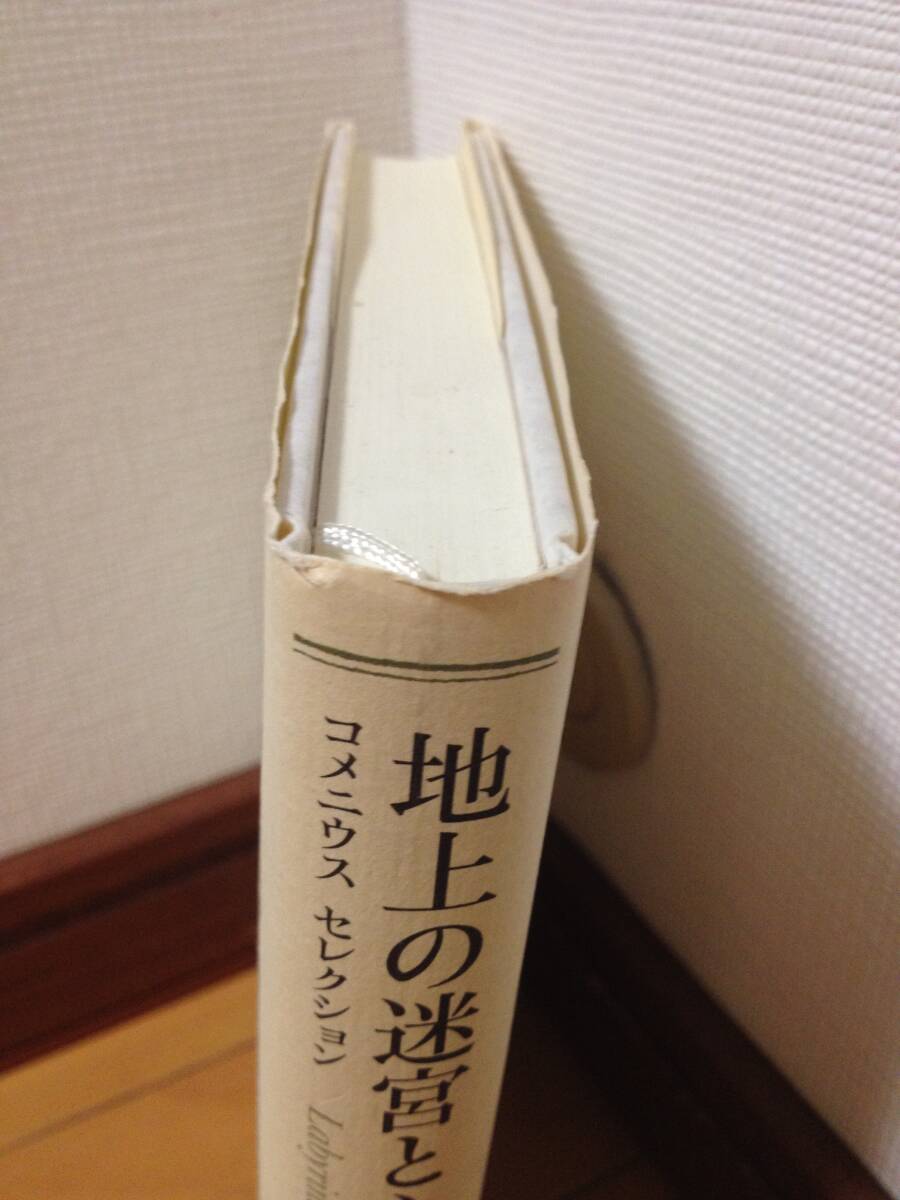 地上の迷宮と
コメニウス セレクション